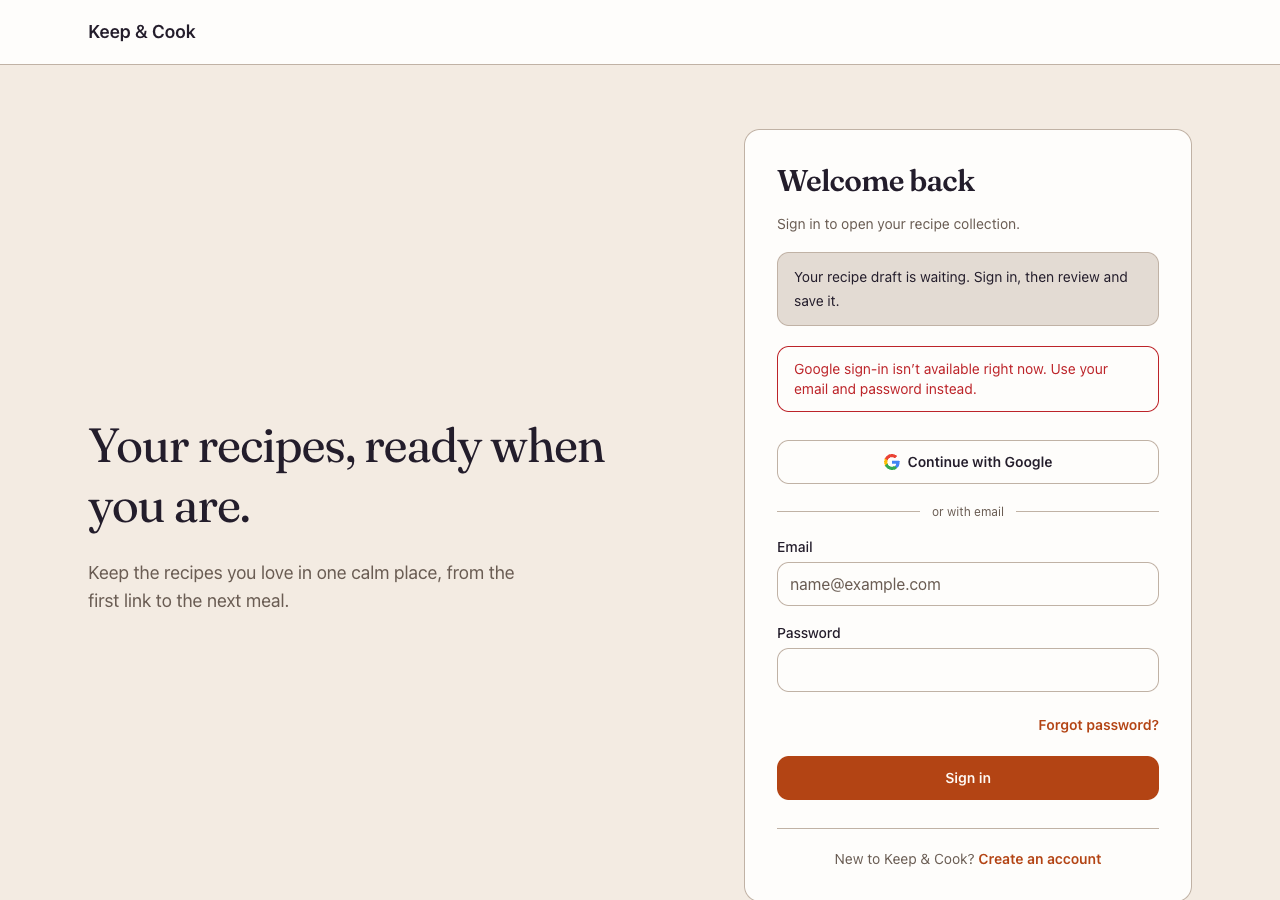 Keep & Cook
Your recipes, ready when
you are.
Keep the recipes you love in one calm place, from the
first link to the next meal.
Welcome back
Sign in to open your recipe collection.
Your recipe draft is waiting. Sign in, then review and
save it.
Google sign-in isn’t available right now. Use your
email and password instead.
Continue with Google
or with email
Email
name@example.com
Password
Forgot password?
Sign in
New to Keep & Cook? Create an account